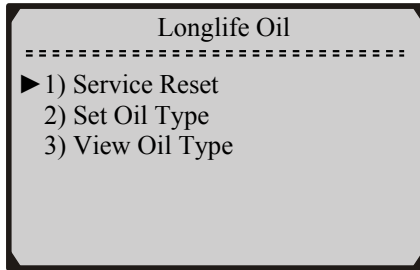 Longlife Oil
►1) Service Reset
2) Set Oil Type
3) View Oil Type